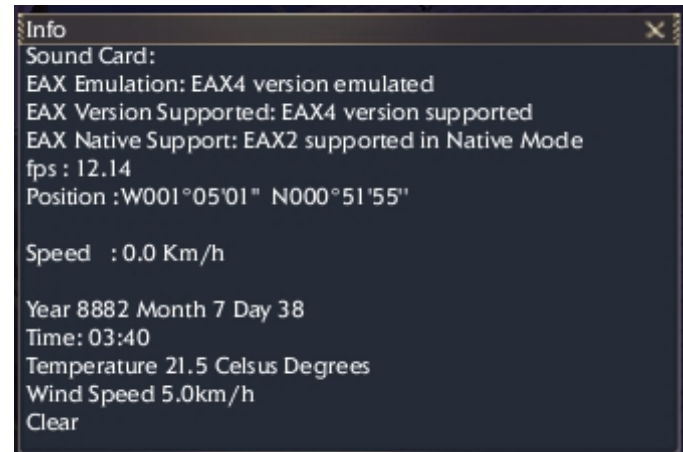 Info
Sound Card:
EAX Emulation: EAX4 version emulated
EAX Version Supported: EAX4 version supported
EAX Native Support: EAX2 supported in Native Mode
fps : 12.14
Position :W001°05'01" N000°51'55"
Speed : 0.0 Km/h
Year 8882 Month 7 Day 38
Time: 03:40
Temperature 21.5 Celsus Degrees
Wind Speed 5.0km/h
Clear